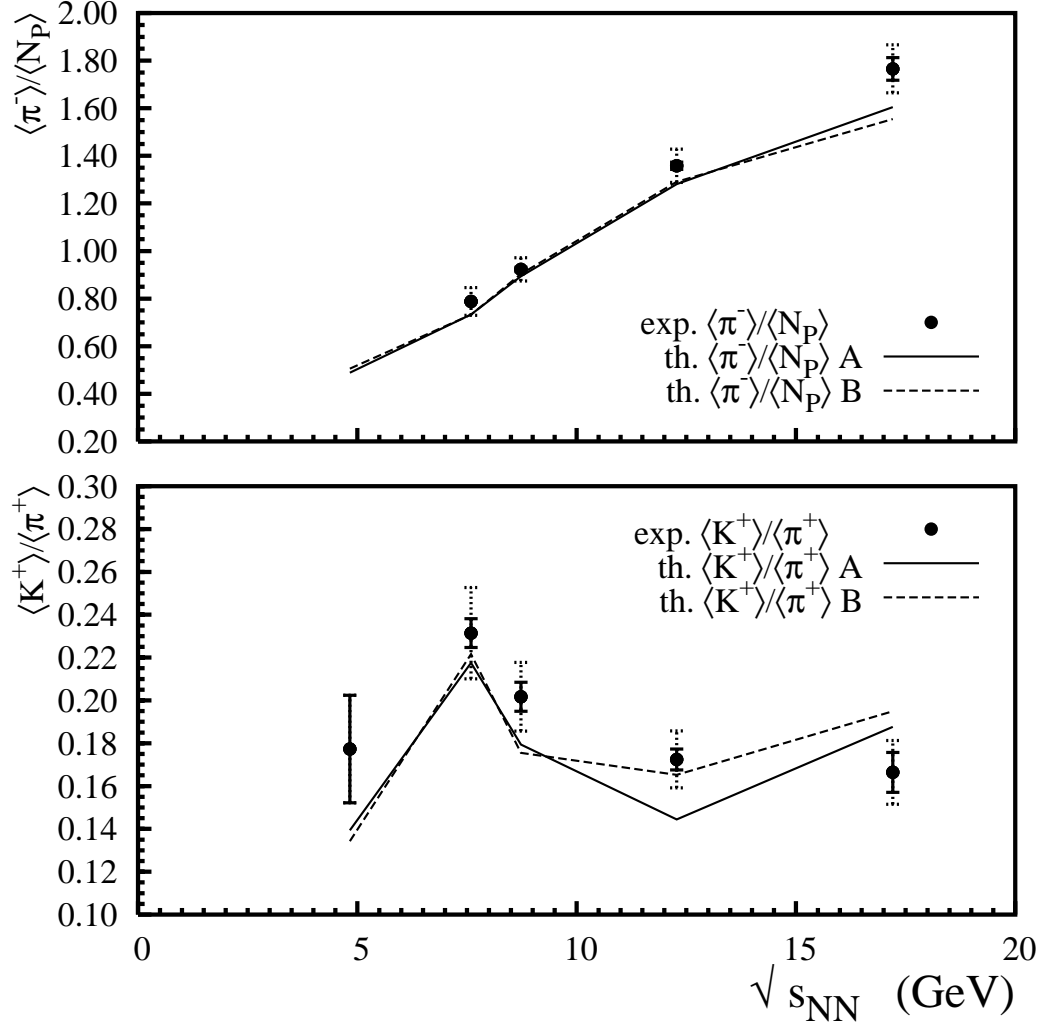 ⟨π⁻⟩/⟨N_P⟩
2.00
1.80
1.60
1.40
1.20
1.00
0.80
0.60
0.40
0.20
exp. ⟨π⁻⟩/⟨N_P⟩
th. ⟨π⁻⟩/⟨N_P⟩ A
th. ⟨π⁻⟩/⟨N_P⟩ B
⟨K⁺⟩/⟨π⁺⟩
0.30
0.28
0.26
0.24
0.22
0.20
0.18
0.16
0.14
0.12
0.10
exp. ⟨K⁺⟩/⟨π⁺⟩
th. ⟨K⁺⟩/⟨π⁺⟩ A
th. ⟨K⁺⟩/⟨π⁺⟩ B
0 5 10 15 20
√ s_NN (GeV)